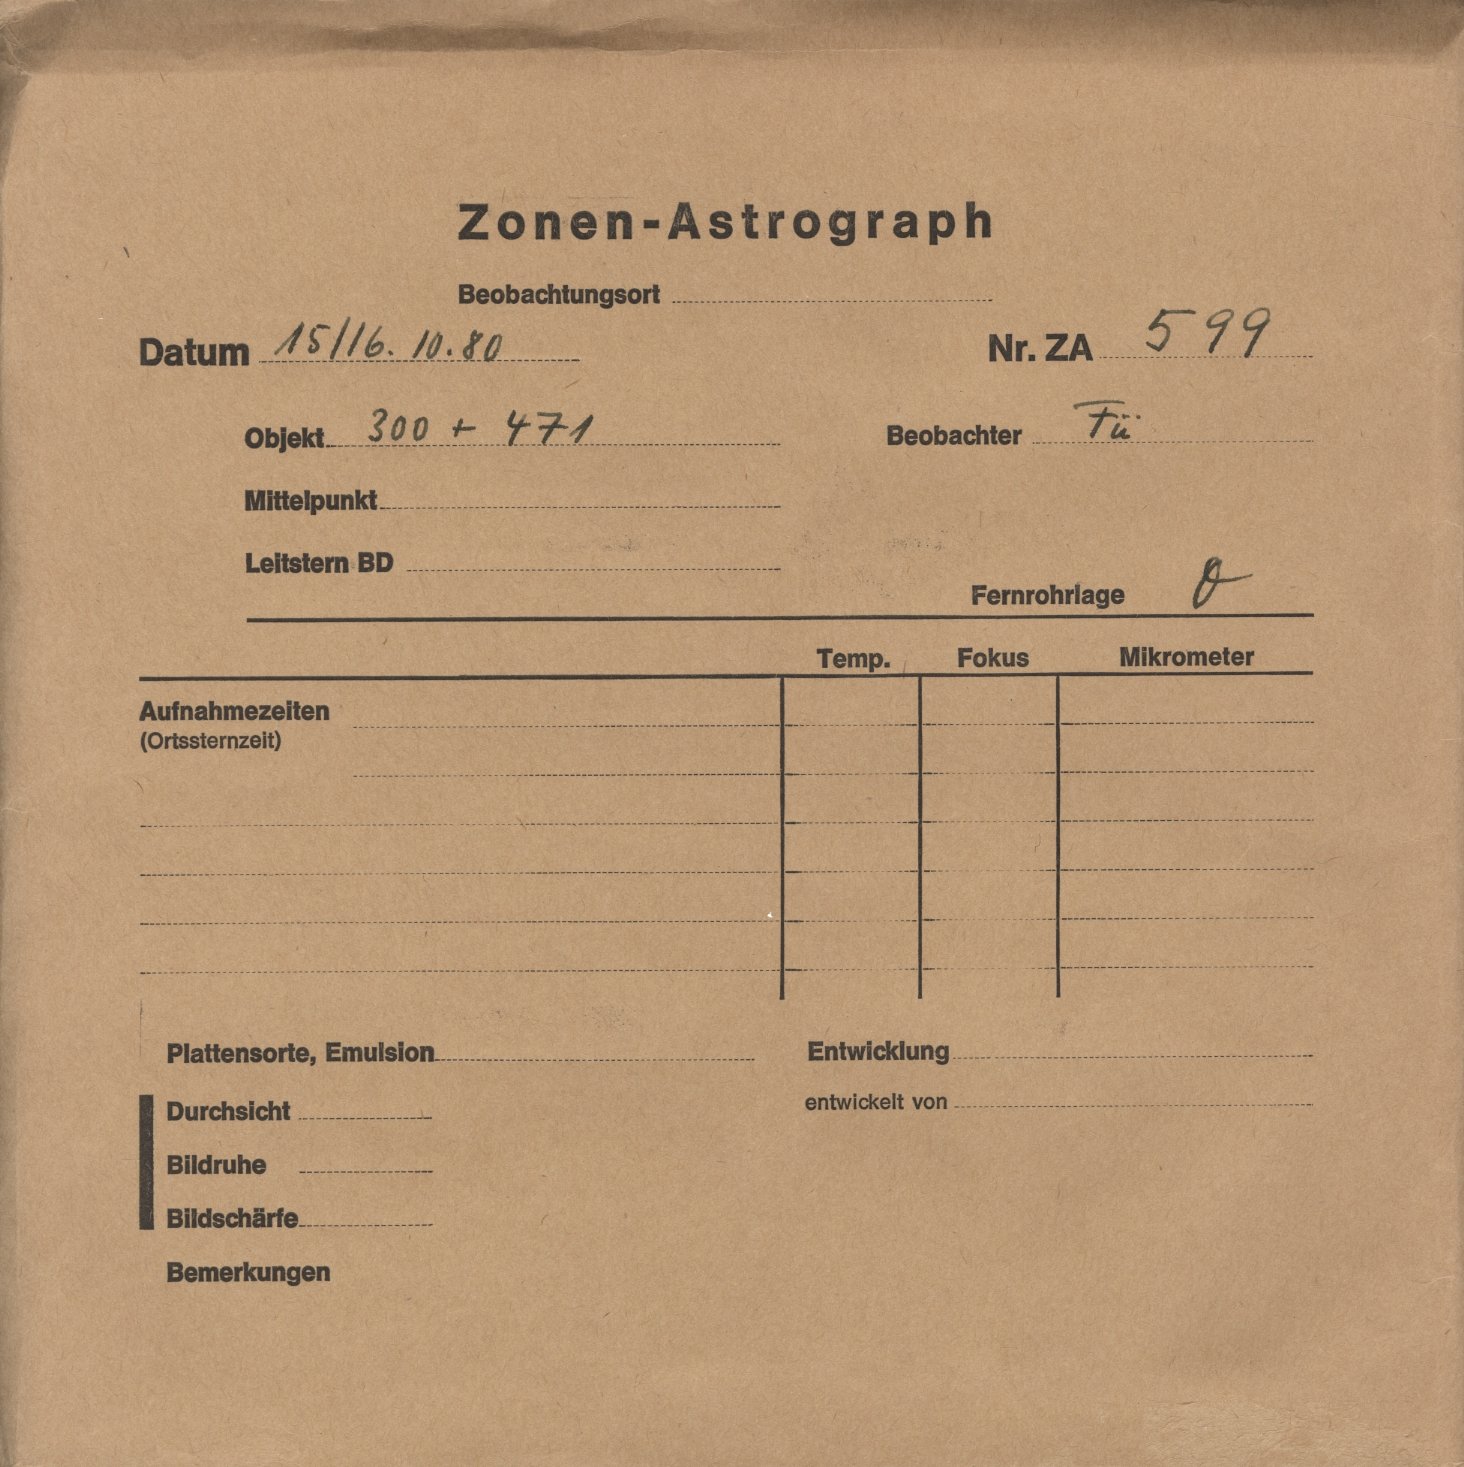 Zonen-Astrograph
Beobachtungsort
Datum 15/16. 10. 80
Nr. ZA 599
Objekt 300 + 471
Beobachter Fü
Mittelpunkt
Leitstern BD
Fernrohrlage
Temp. Fokus Mikrometer
Aufnahmezeiten
(Ortssternzeit)
Plattensorte, Emulsion
Entwicklung
Durchsicht
entwickelt von
Bildruhe
Bildschärfe
Bemerkungen